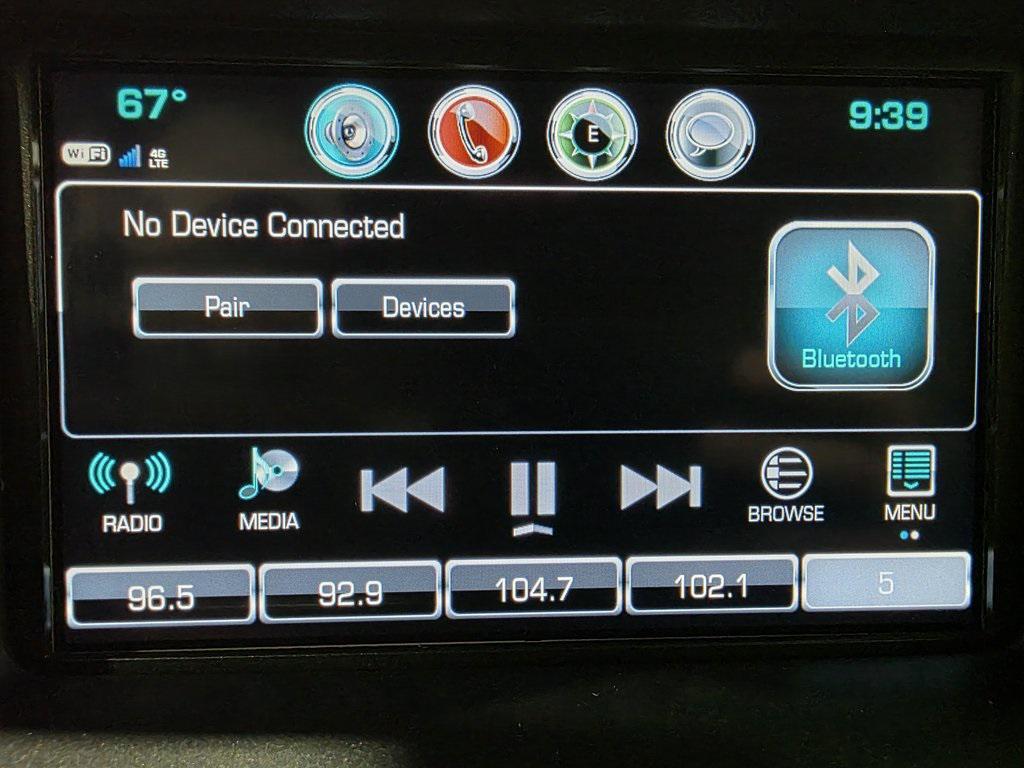 67°
E
9:39
WiFi
4G
LTE
No Device Connected
Pair
Devices
Bluetooth
RADIO
MEDIA
BROWSE
MENU
96.5
92.9
104.7
102.1
5